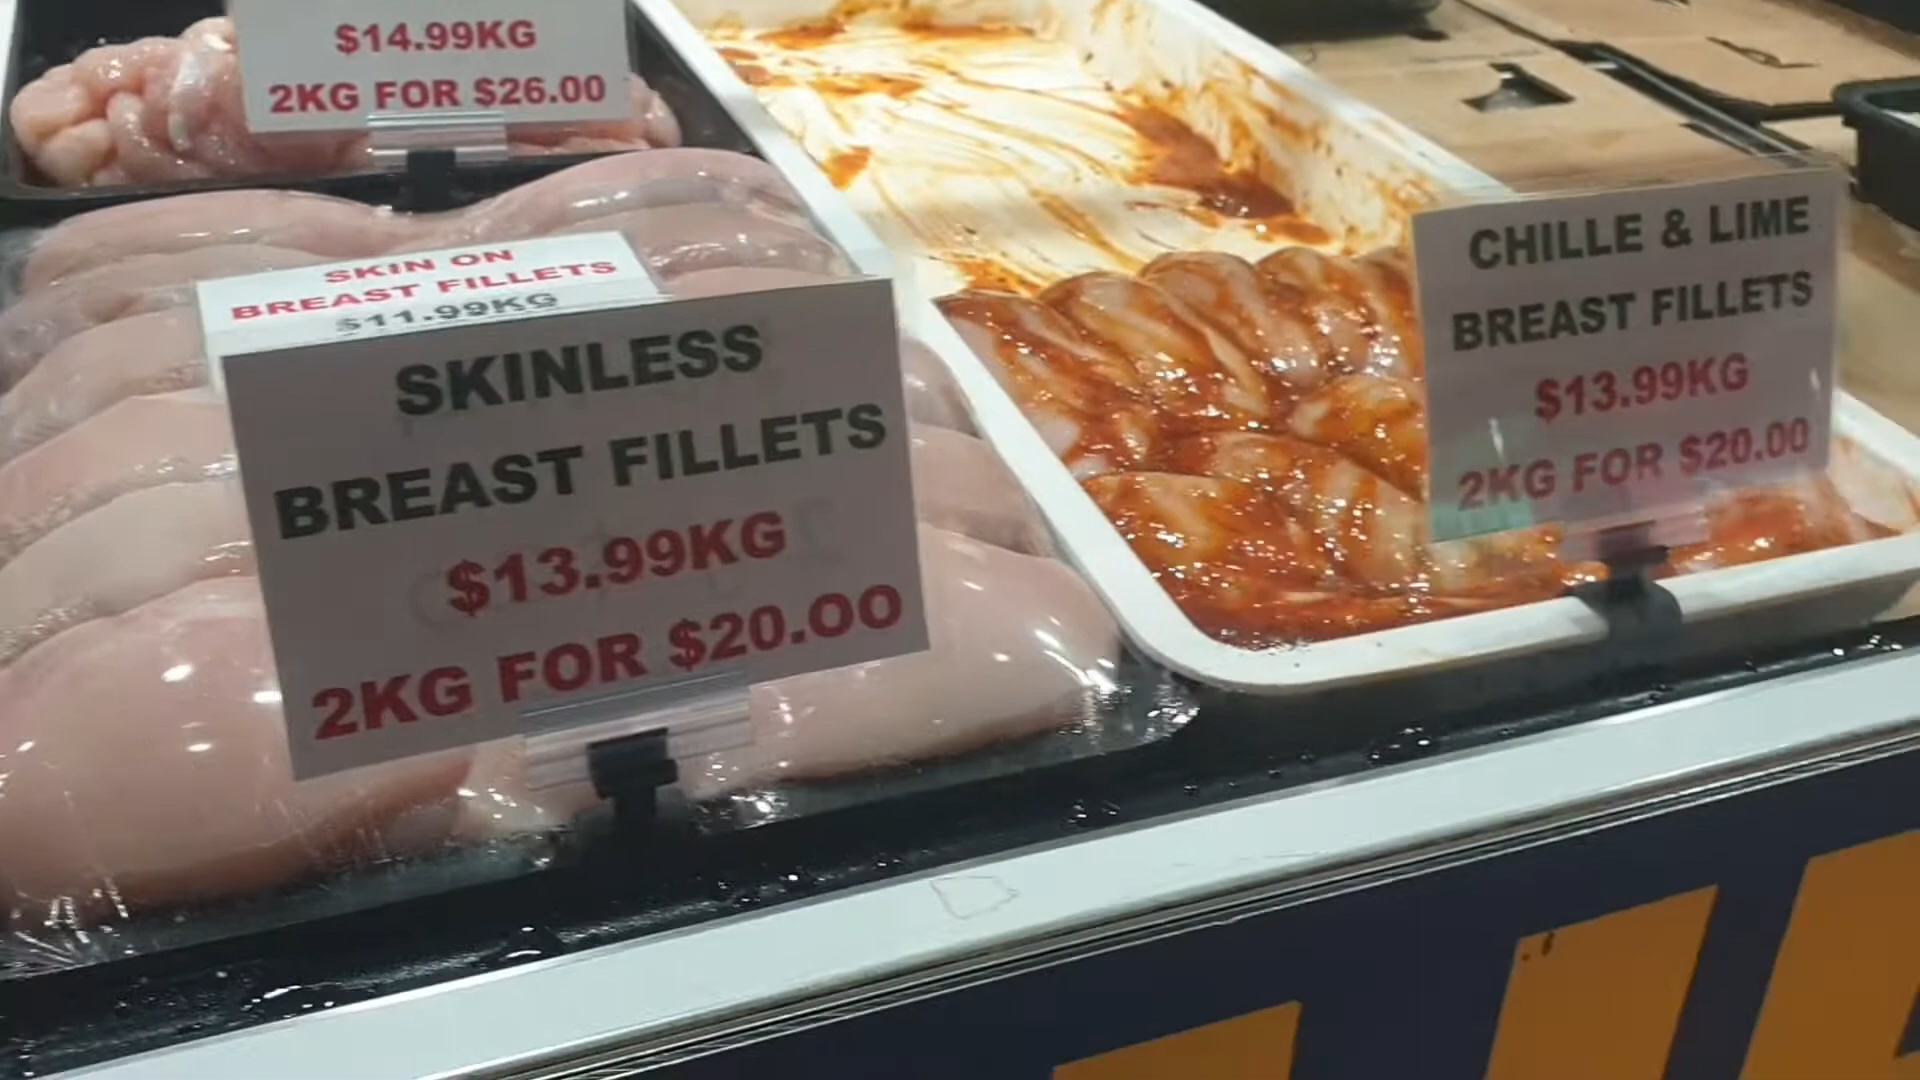 $14.99KG
2KG FOR $26.00
SKIN ON
BREAST FILLETS
$11.99KG
SKINLESS
BREAST FILLETS
$13.99KG
2KG FOR $20.00
CHILLE & LIME
BREAST FILLETS
$13.99KG
2KG FOR $20.00